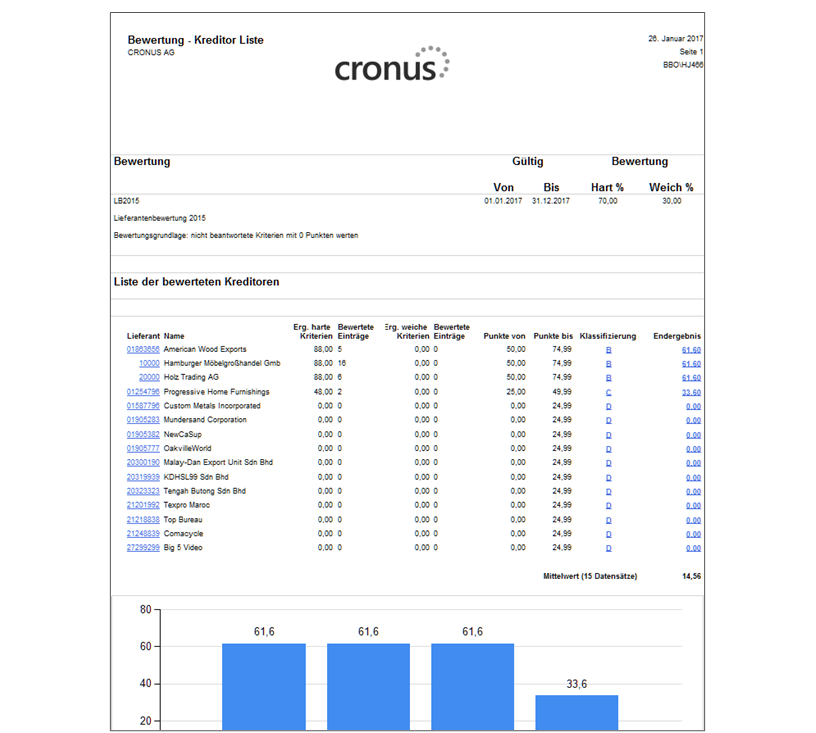 Bewertung - Kreditor Liste
CRONUS AG
26. Januar 2017
Seite 1
BBO\HJ466
cronus
Bewertung Gültig Bewertung
Von Bis Hart % Weich %
LB2015 01.01.2017 31.12.2017 70,00 30,00
Lieferantenbewertung 2015
Bewertungsgrundlage: nicht beantwortete Kriterien mit 0 Punkten werten
Liste der bewerteten Kreditoren
Erg. harte Bewertete Erg. weiche Bewertete
Lieferant Name Kriterien Einträge Kriterien Einträge Punkte von Punkte bis Klassifizierung Endergebnis
01863656 American Wood Exports 88,00 5 0,00 0 50,00 74,99 B 61,60
10000 Hamburger Möbelgroßhandel Gmb 88,00 16 0,00 0 50,00 74,99 B 61,60
20000 Holz Trading AG 88,00 6 0,00 0 50,00 74,99 B 61,60
01254796 Progressive Home Furnishings 48,00 2 0,00 0 25,00 49,99 C 33,60
01587796 Custom Metals Incorporated 0,00 0 0,00 0 0,00 24,99 D 0,00
01905283 Mundersand Corporation 0,00 0 0,00 0 0,00 24,99 D 0,00
01905382 NewCaSup 0,00 0 0,00 0 0,00 24,99 D 0,00
01905777 OakvilleWorld 0,00 0 0,00 0 0,00 24,99 D 0,00
20300190 Malay-Dan Export Unit Sdn Bhd 0,00 0 0,00 0 0,00 24,99 D 0,00
20319939 KDHSL99 Sdn Bhd 0,00 0 0,00 0 0,00 24,99 D 0,00
20323323 Tengah Butong Sdn Bhd 0,00 0 0,00 0 0,00 24,99 D 0,00
21201992 Texpro Maroc 0,00 0 0,00 0 0,00 24,99 D 0,00
21218838 Top Bureau 0,00 0 0,00 0 0,00 24,99 D 0,00
21248839 Comacycle 0,00 0 0,00 0 0,00 24,99 D 0,00
27299299 Big 5 Video 0,00 0 0,00 0 0,00 24,99 D 0,00
Mittelwert (15 Datensätze) 14,56
80
61,6 61,6 61,6
60
40
33,6
20